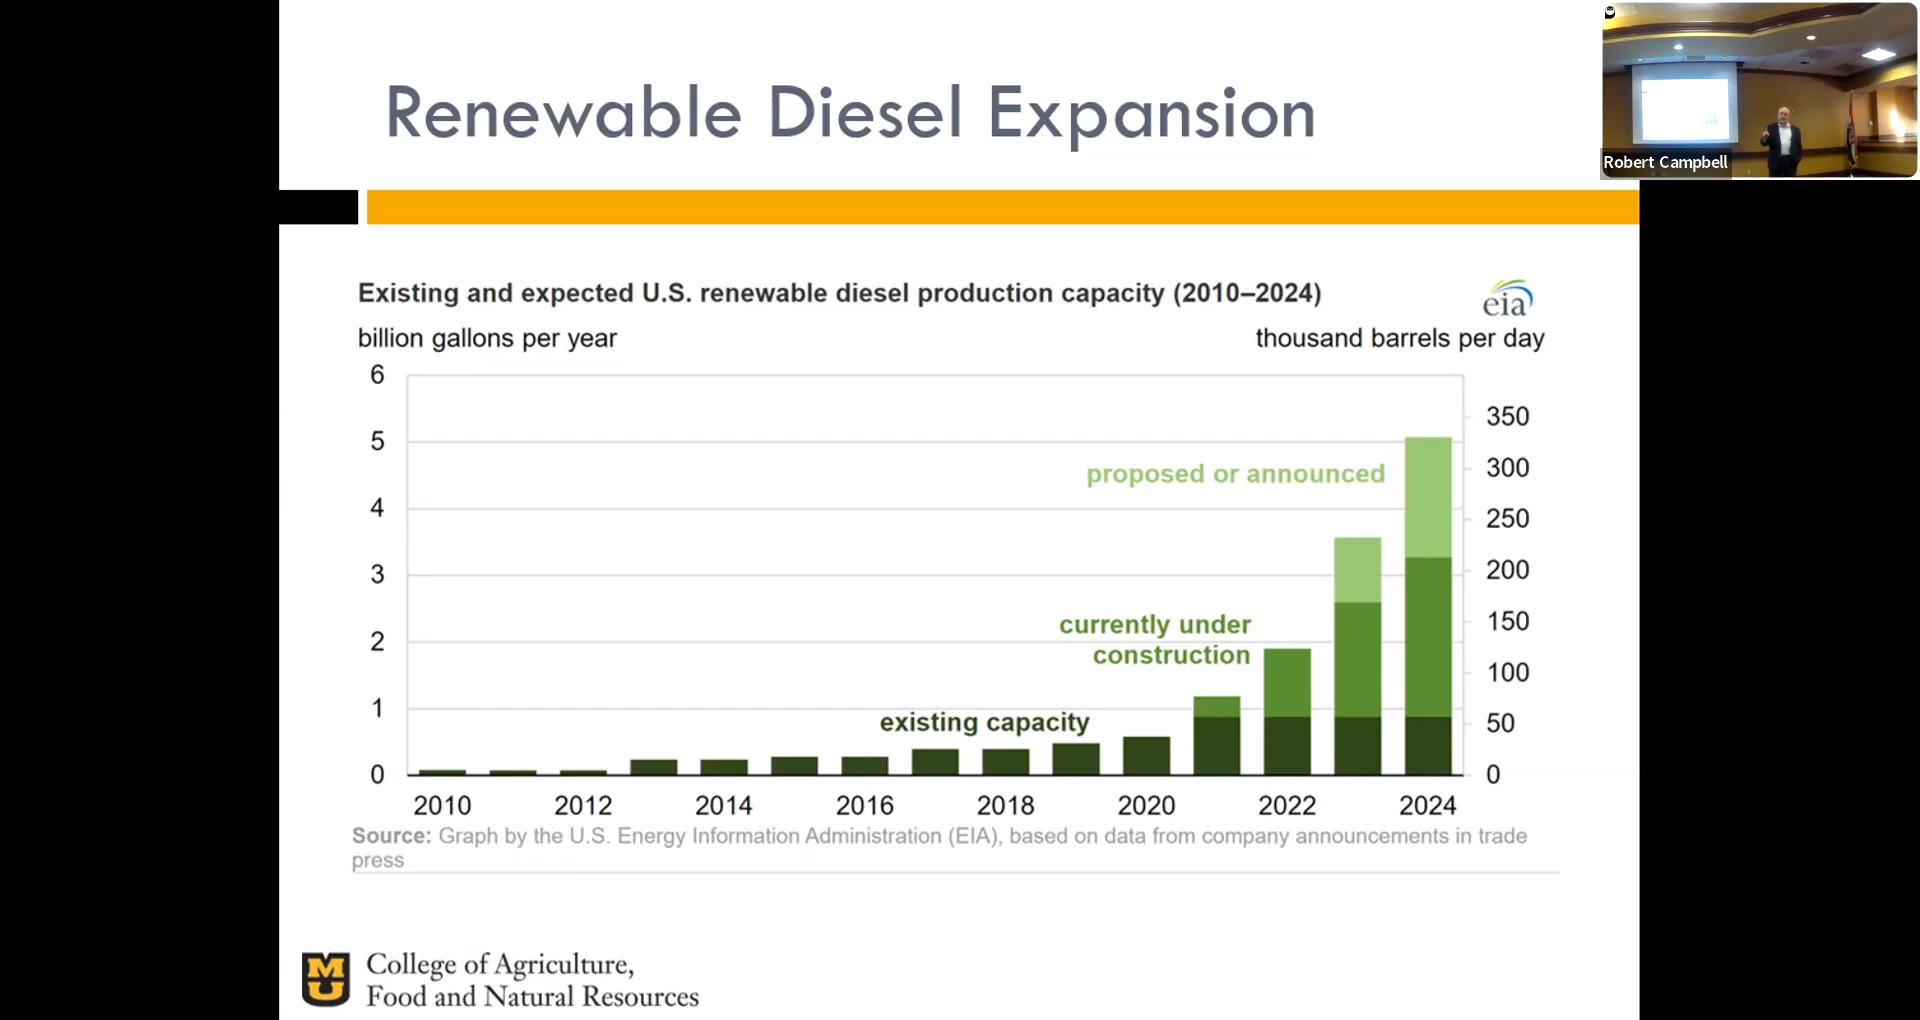 Renewable Diesel Expansion
Robert Campbell
Existing and expected U.S. renewable diesel production capacity (2010–2024)
eia
billion gallons per year
thousand barrels per day
6
5
4
3
2
1
0
350
300
250
200
150
100
50
0
proposed or announced
currently under
construction
existing capacity
2010
2012
2014
2016
2018
2020
2022
2024
Source: Graph by the U.S. Energy Information Administration (EIA), based on data from company announcements in trade
press
MU
College of Agriculture,
Food and Natural Resources